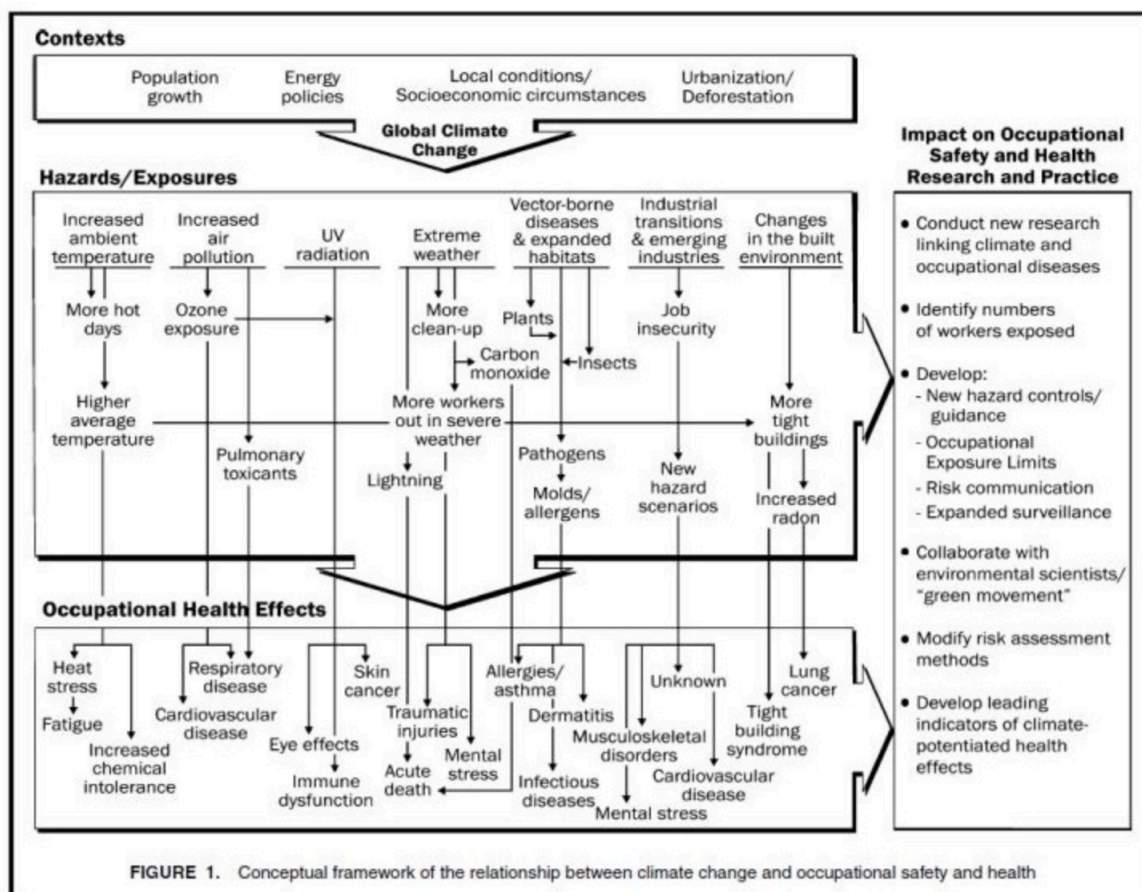 Contexts
Population
growth
Energy
policies
Local conditions/
Socioeconomic circumstances
Urbanization/
Deforestation
Global Climate
Change
Hazards/Exposures
Increased
ambient
temperature
Increased
air
pollution
UV
radiation
Extreme
weather
Vector-borne
diseases
& expanded
habitats
Industrial
transitions
& emerging
industries
Changes
in the built
environment
More hot
days
Ozone
exposure
More
clean-up
Plants
Job
insecurity
Carbon
monoxide
Insects
Higher
average
temperature
More workers
out in severe
weather
More
tight
buildings
Pulmonary
toxicants
Lightning
Pathogens
Molds/
allergens
New
hazard
scenarios
Increased
radon
Occupational Health Effects
Heat
stress
Fatigue
Increased
chemical
intolerance
Respiratory
disease
Cardiovascular
disease
Skin
cancer
Eye effects
Immune
dysfunction
Traumatic
injuries
Acute
death
Mental
stress
Allergies/
asthma
Dermatitis
Infectious
diseases
Unknown
Musculoskeletal
disorders
Cardiovascular
disease
Mental stress
Tight
building
syndrome
Lung
cancer
Impact on Occupational
Safety and Health
Research and Practice
• Conduct new research
linking climate and
occupational diseases
• Identify numbers
of workers exposed
• Develop:
- New hazard controls/
guidance
- Occupational
Exposure Limits
- Risk communication
- Expanded surveillance
• Collaborate with
environmental scientists/
"green movement"
• Modify risk assessment
methods
• Develop leading
indicators of climate-
potentiated health
effects
FIGURE 1. Conceptual framework of the relationship between climate change and occupational safety and health